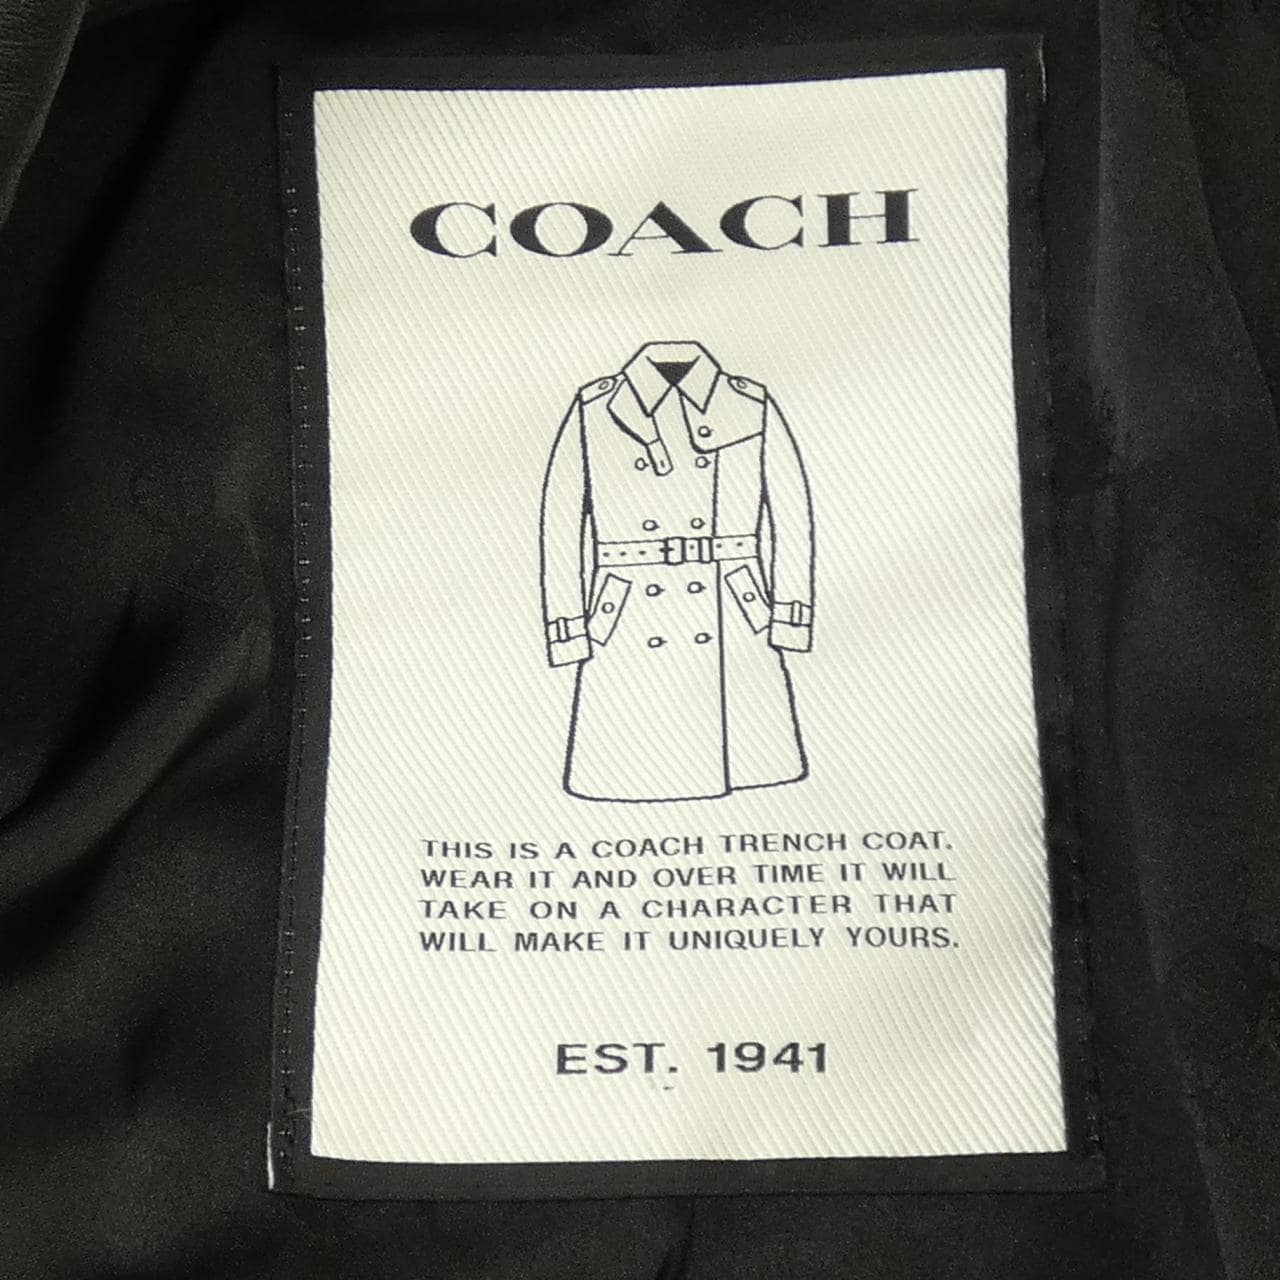 COACH
THIS IS A COACH TRENCH COAT.
WEAR IT AND OVER TIME IT WILL
TAKE ON A CHARACTER THAT
WILL MAKE IT UNIQUELY YOURS.
EST. 1941